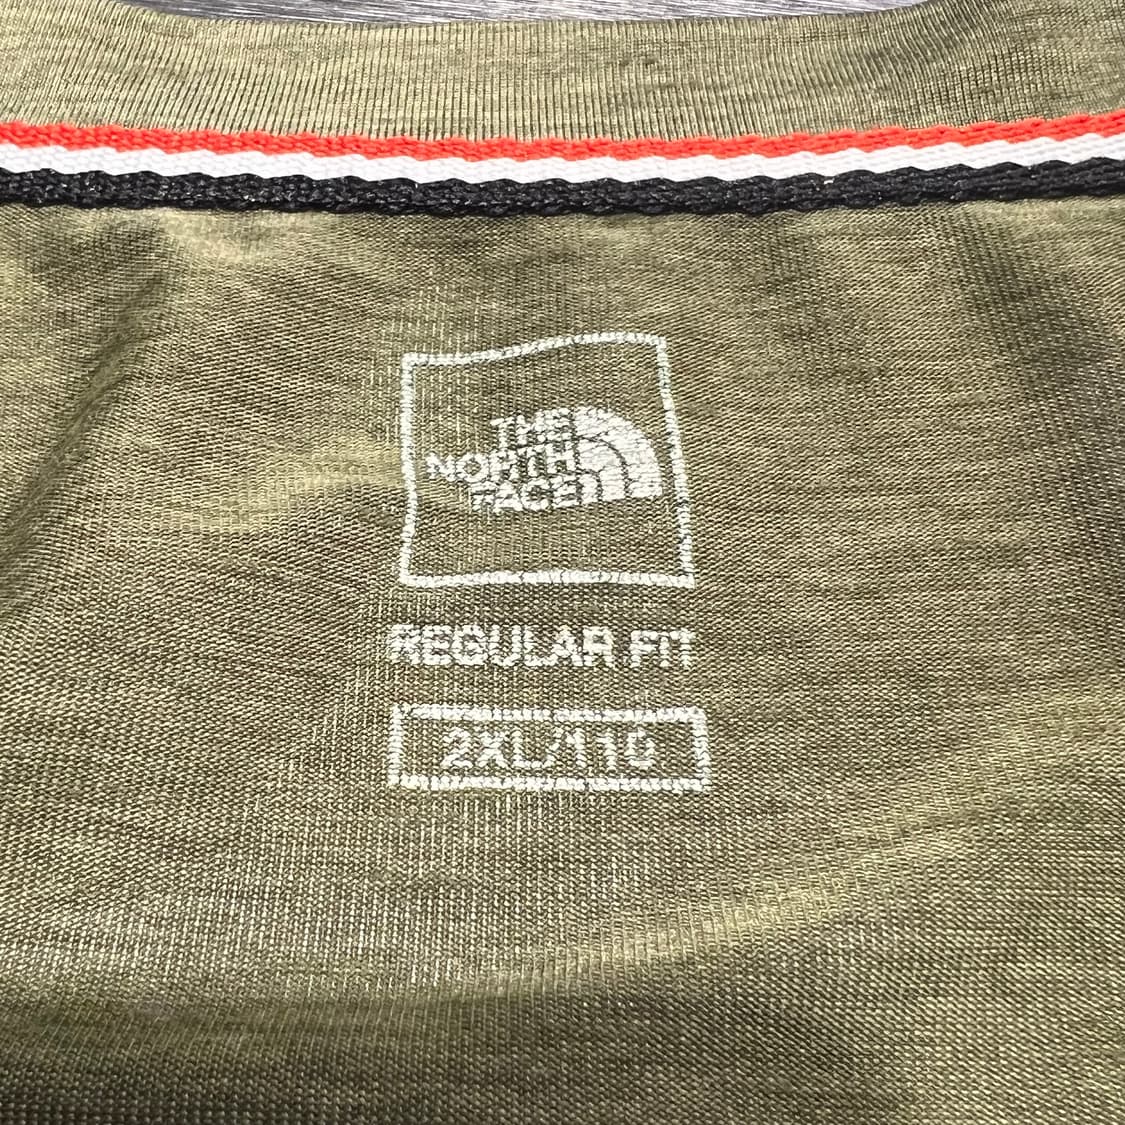 THE
NORTH
FACE
REGULAR FIT
2XL/110